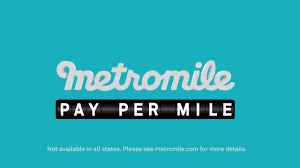 metromile
PAY PER MILE
Not available in all states. Please see metromile.com for more details